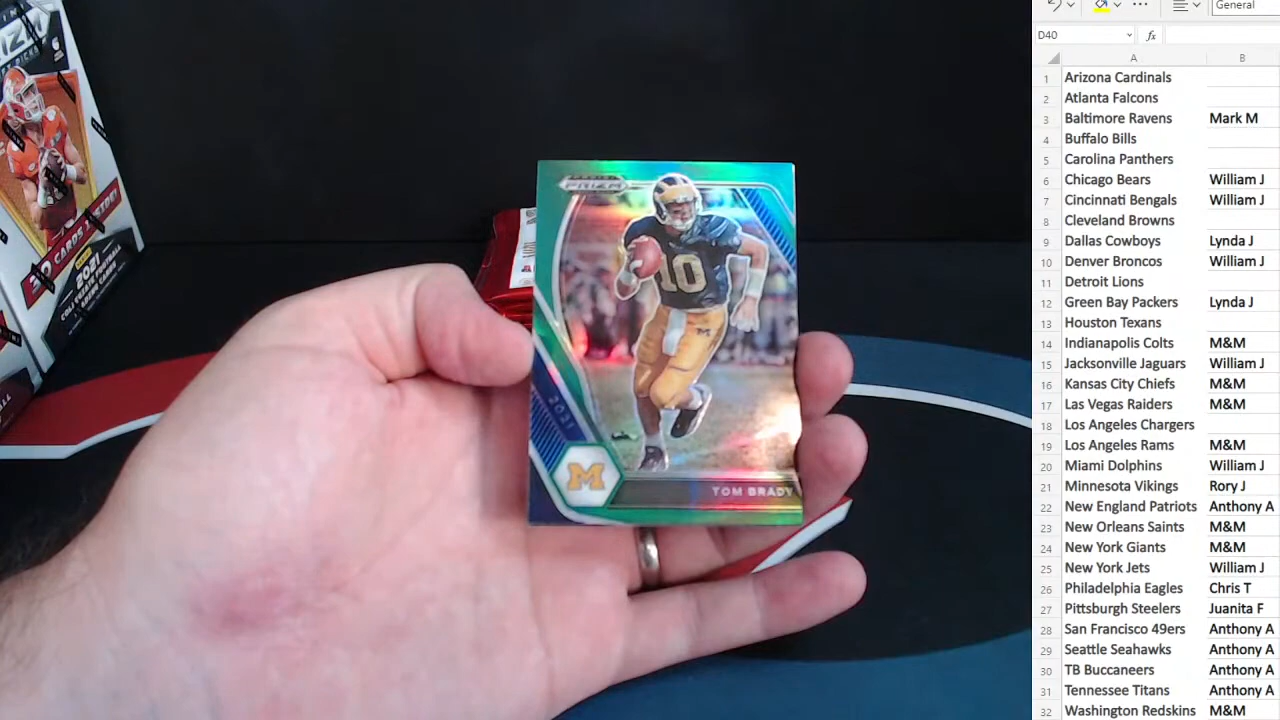 General
D40
fx
A
B
1 Arizona Cardinals
2 Atlanta Falcons
3 Baltimore Ravens Mark M
4 Buffalo Bills
5 Carolina Panthers
6 Chicago Bears William J
7 Cincinnati Bengals William J
8 Cleveland Browns
9 Dallas Cowboys Lynda J
10 Denver Broncos William J
11 Detroit Lions
12 Green Bay Packers Lynda J
13 Houston Texans
14 Indianapolis Colts M&M
15 Jacksonville Jaguars William J
16 Kansas City Chiefs M&M
17 Las Vegas Raiders M&M
18 Los Angeles Chargers
19 Los Angeles Rams M&M
20 Miami Dolphins William J
21 Minnesota Vikings Rory J
22 New England Patriots Anthony A
23 New Orleans Saints M&M
24 New York Giants M&M
25 New York Jets William J
26 Philadelphia Eagles Chris T
27 Pittsburgh Steelers Juanita F
28 San Francisco 49ers Anthony A
29 Seattle Seahawks Anthony A
30 TB Buccaneers Anthony A
31 Tennessee Titans Anthony A
32 Washington Redskins M&M
PRIZM
10
2021
M
TOM BRADY
CARDS
2021